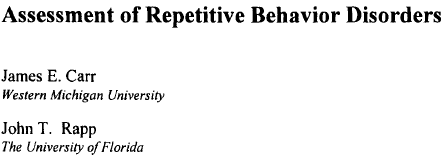 Assessment of Repetitive Behavior Disorders
James E. Carr
Western Michigan University
John T. Rapp
The University of Florida